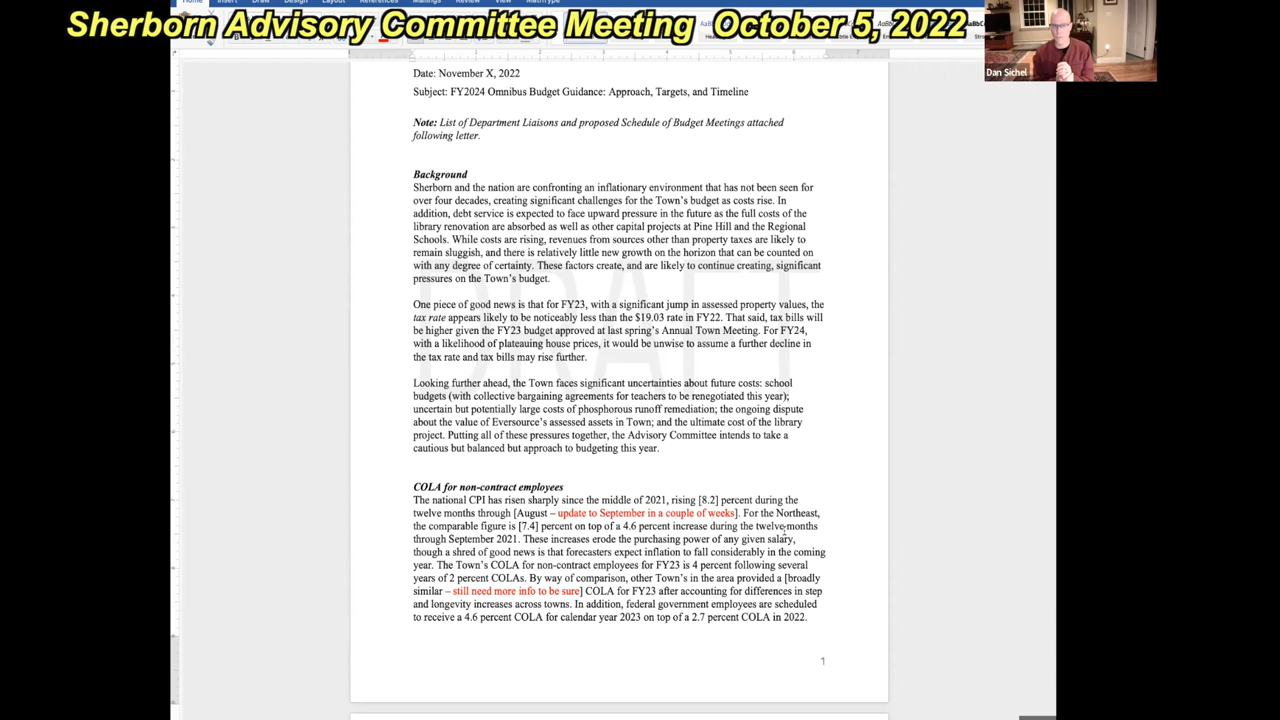 Sherborn Advisory Committee Meeting October 5, 2022
Dan Sichel
Date: November X, 2022
Subject: FY2024 Omnibus Budget Guidance: Approach, Targets, and Timeline
Note: List of Department Liaisons and proposed Schedule of Budget Meetings attached
following letter.
Background
Sherborn and the nation are confronting an inflationary environment that has not been seen for
over four decades, creating significant challenges for the Town's budget as costs rise. In
addition, debt service is expected to face upward pressure in the future as the full costs of the
library renovation are absorbed as well as other capital projects at Pine Hill and the Regional
Schools. While costs are rising, revenues from sources other than property taxes are likely to
remain sluggish, and there is relatively little new growth on the horizon that can be counted on
with any degree of certainty. These factors create, and are likely to continue creating, significant
pressures on the Town's budget.
One piece of good news is that for FY23, with a significant jump in assessed property values, the
tax rate appears likely to be noticeably less than the $19.03 rate in FY22. That said, tax bills will
be higher given the FY23 budget approved at last spring's Annual Town Meeting. For FY24,
with a likelihood of plateauing house prices, it would be unwise to assume a further decline in
the tax rate and tax bills may rise further.
Looking further ahead, the Town faces significant uncertainties about future costs: school
budgets (with collective bargaining agreements for teachers to be renegotiated this year);
uncertain but potentially large costs of phosphorous runoff remediation; the ongoing dispute
about the value of Eversource's assessed assets in Town; and the ultimate cost of the library
project. Putting all of these pressures together, the Advisory Committee intends to take a
cautious but balanced but approach to budgeting this year.
COLA for non-contract employees
The national CPI has risen sharply since the middle of 2021, rising [8.2] percent during the
twelve months through [August – update to September in a couple of weeks]. For the Northeast,
the comparable figure is [7.4] percent on top of a 4.6 percent increase during the twelve months
through September 2021. These increases erode the purchasing power of any given salary,
though a shred of good news is that forecasters expect inflation to fall considerably in the coming
year. The Town's COLA for non-contract employees for FY23 is 4 percent following several
years of 2 percent COLAs. By way of comparison, other Town's in the area provided a [broadly
similar – still need more info to be sure] COLA for FY23 after accounting for differences in step
and longevity increases across towns. In addition, federal government employees are scheduled
to receive a 4.6 percent COLA for calendar year 2023 on top of a 2.7 percent COLA in 2022.
1
DRAFT